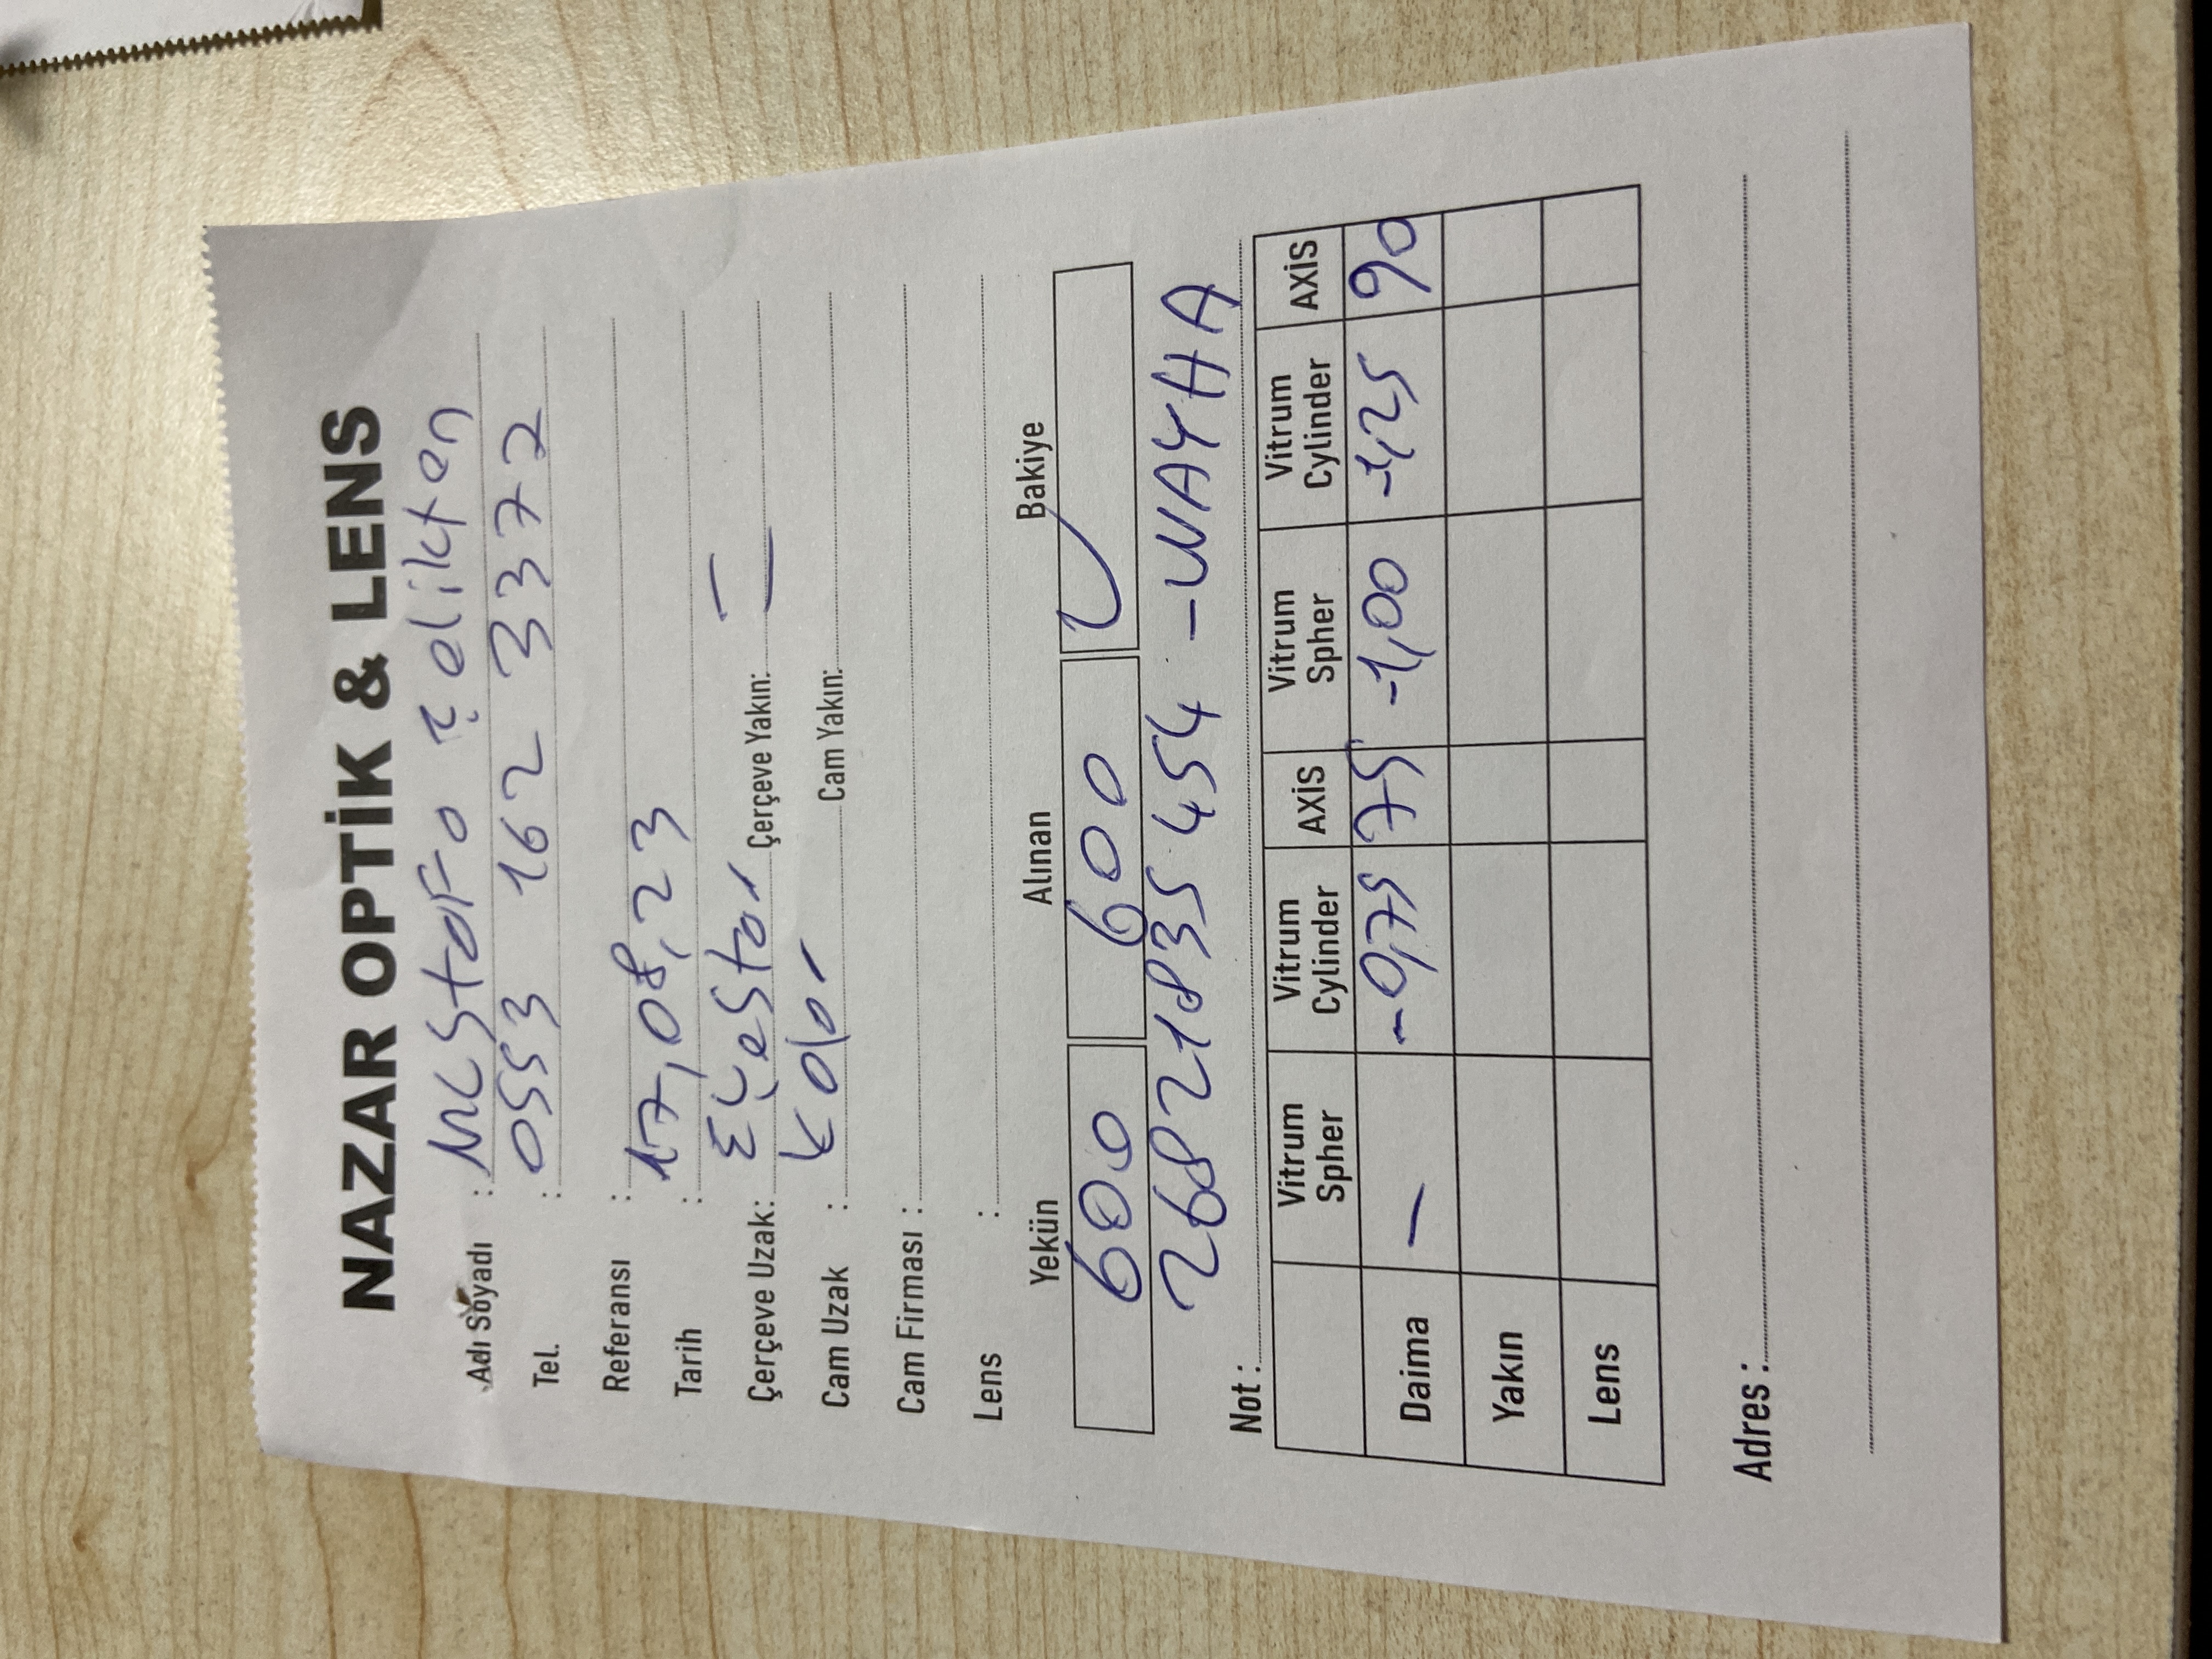 NAZAR OPTİK & LENS
Adı Soyadı : Mustafa Çelikten
Tel. : 0553 162 3372
Referansı :
Tarih : 17,08,23
Çerçeve Uzak: Çerçeve Yakın: =
Cam Uzak : Kolor Cam Yakın:
Cam Firması :
Lens :
Yekün Alınan Bakiye
600 600 ✓
26821835454 -WAYHA
Not :
Vitrum Spher Vitrum Cylinder AXİS Vitrum Spher Vitrum Cylinder AXİS
Daima - -0,75 75 -1,00 -1,25 90
Yakın
Lens
Adres :